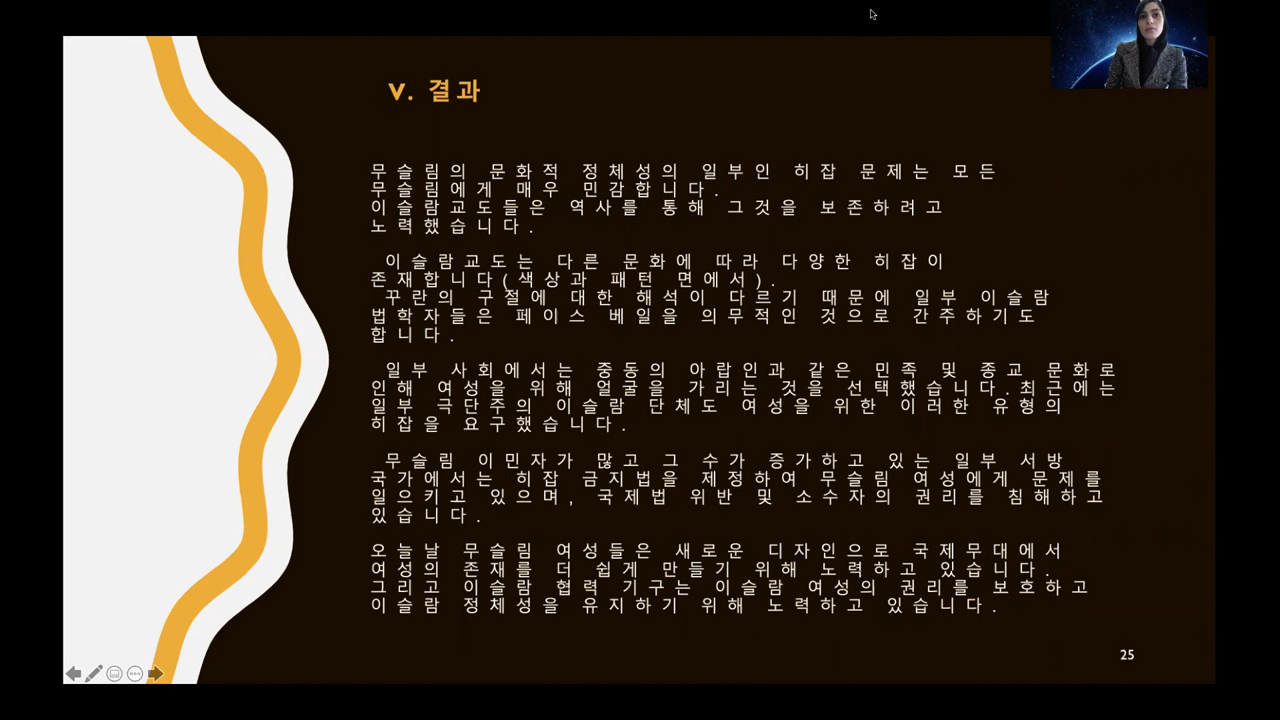 v. 결과
무슬림의 문화적 정체성의 일부인 히잡 문제는 모든
무슬림에게 매우 민감합니다.
이슬람교도들은 역사를 통해 그것을 보존하려고
노력했습니다.
이슬람교도는 다른 문화에 따라 다양한 히잡이
존재합니다(색상과 패턴 면에서).
꾸란의 구절에 대한 해석이 다르기 때문에 일부 이슬람
법학자들은 페이스 베일을 의무적인 것으로 간주하기도
합니다.
일부 사회에서는 중동의 아랍인과 같은 민족 및 종교 문화로
인해 여성을 위해 얼굴을 가리는 것을 선택했습니다.최근에는
일부 극단주의 이슬람 단체도 여성을 위한 이러한 유형의
히잡을 요구했습니다.
무슬림 이민자가 많고 그 수가 증가하고 있는 일부 서방
국가에서는 히잡 금지법을 제정하여 무슬림 여성에게 문제를
일으키고 있으며, 국제법 위반 및 소수자의 권리를 침해하고
있습니다.
오늘날 무슬림 여성들은 새로운 디자인으로 국제무대에서
여성의 존재를 더 쉽게 만들기 위해 노력하고 있습니다.
그리고 이슬람 협력 기구는 이슬람 여성의 권리를 보호하고
이슬람 정체성을 유지하기 위해 노력하고 있습니다.
25